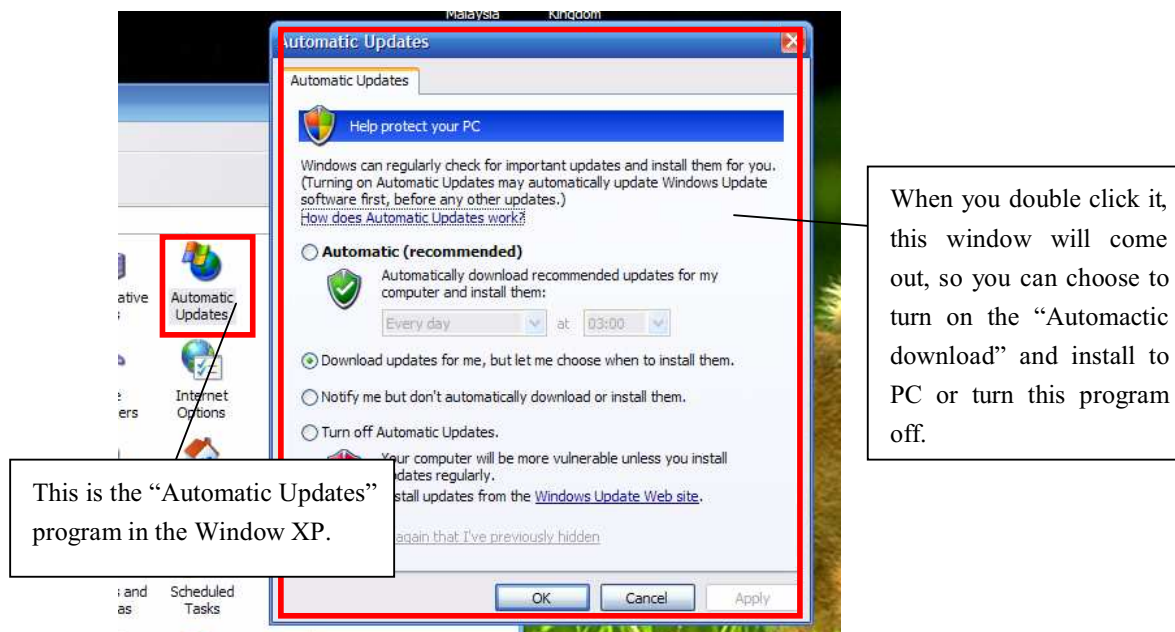 Malaysia Kingdom
Automatic Updates
Automatic Updates
Help protect your PC
Windows can regularly check for important updates and install them for you.
(Turning on Automatic Updates may automatically update Windows Update
software first, before any other updates.)
How does Automatic Updates work?
Automatic (recommended)
Automatically download recommended updates for my
computer and install them:
Every day at 03:00
Download updates for me, but let me choose when to install them.
Notify me but don't automatically download or install them.
Turn off Automatic Updates.
Your computer will be more vulnerable unless you install
updates regularly.
stall updates from the Windows Update Web site.
again that I've previously hidden
OK Cancel Apply
ative
Automatic
Updates
ers
Internet
Options
and
as
Scheduled
Tasks
This is the “Automatic Updates”
program in the Window XP.
When you double click it,
this window will come
out, so you can choose to
turn on the “Automactic
download” and install to
PC or turn this program
off.